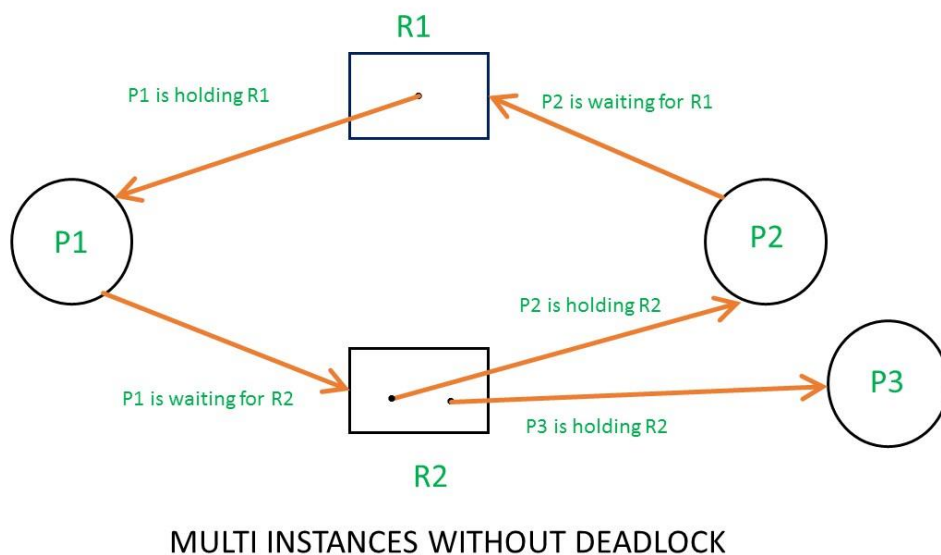 R1
P1 is holding R1
P2 is waiting for R1
P1
P2
P2 is holding R2
P3
P1 is waiting for R2
P3 is holding R2
R2
MULTI INSTANCES WITHOUT DEADLOCK